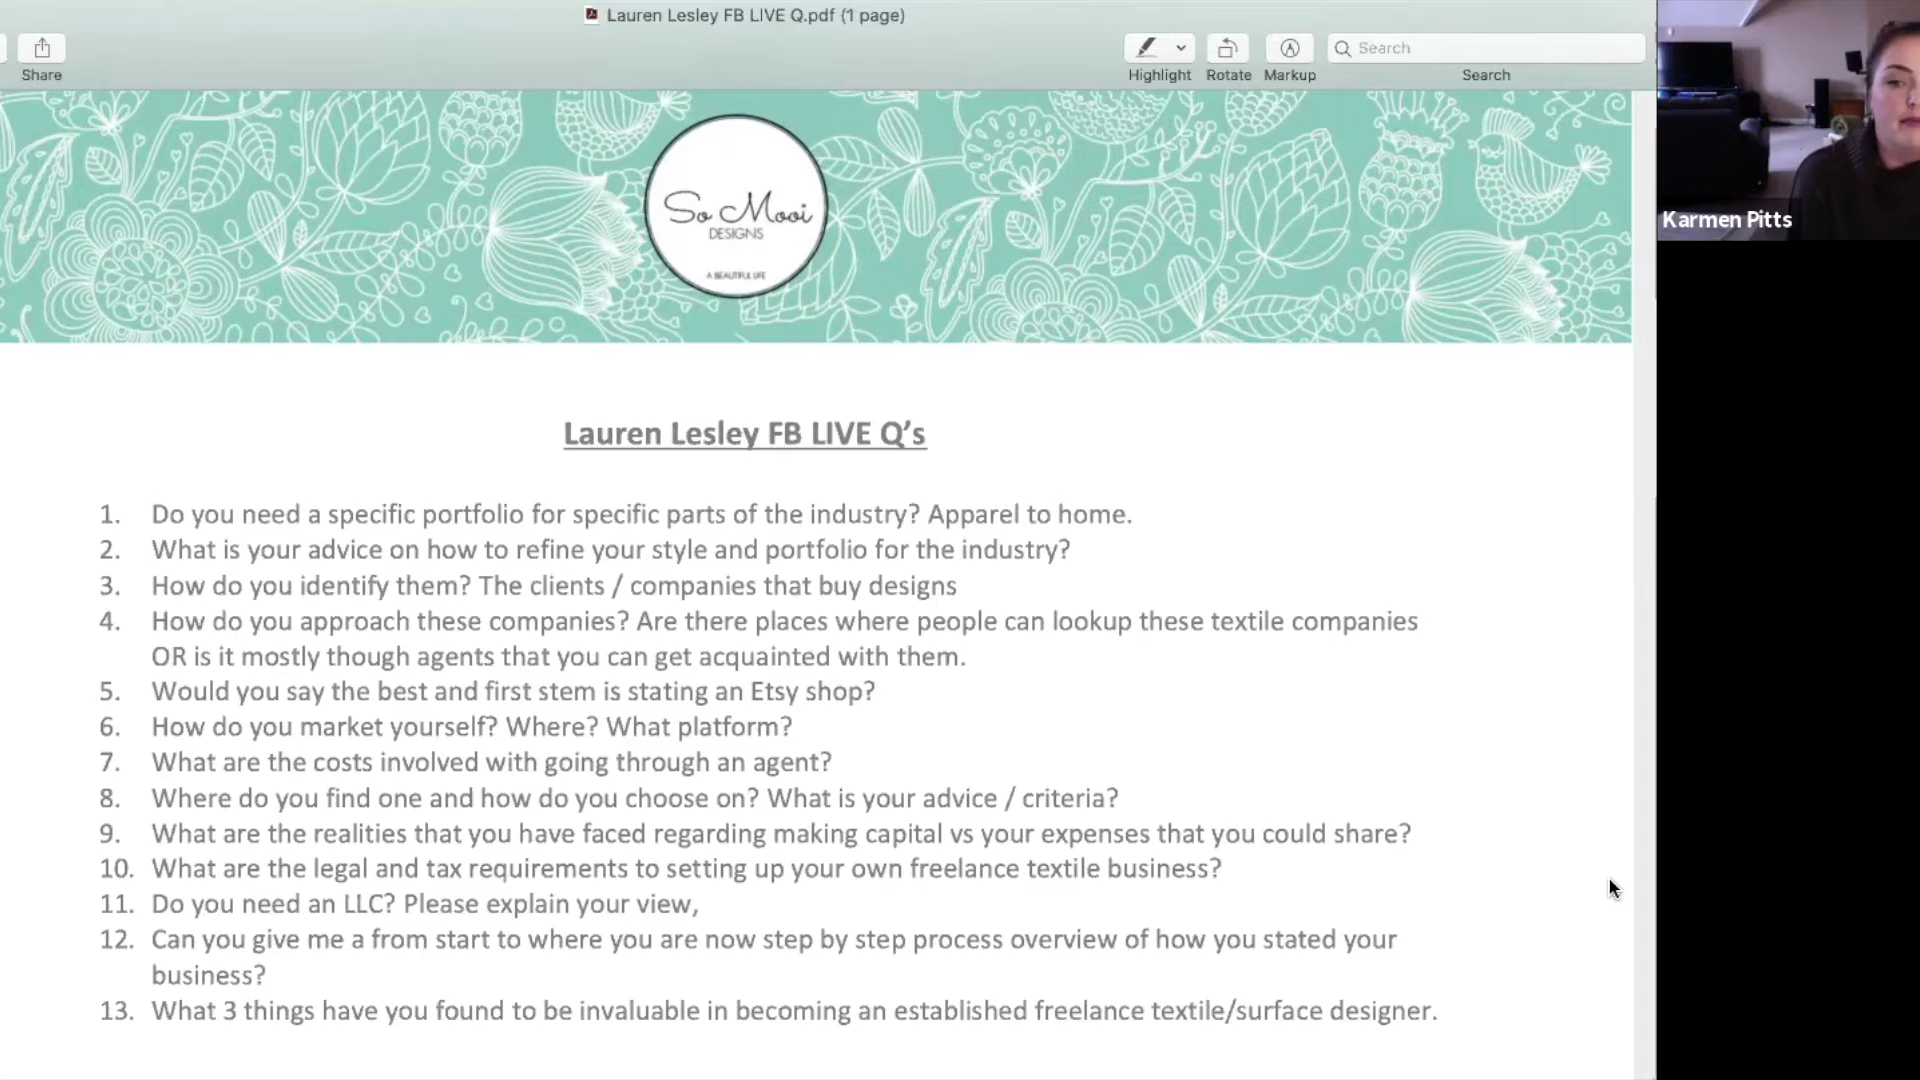 Lauren Lesley FB LIVE Q.pdf (1 page)
Share
Highlight
Rotate
Markup
Search
Search
Karmen Pitts
So Mooi
DESIGNS
A BEAUTIFUL LIFE
Lauren Lesley FB LIVE Q’s
1. Do you need a specific portfolio for specific parts of the industry? Apparel to home.
2. What is your advice on how to refine your style and portfolio for the industry?
3. How do you identify them? The clients / companies that buy designs
4. How do you approach these companies? Are there places where people can lookup these textile companies
OR is it mostly though agents that you can get acquainted with them.
5. Would you say the best and first stem is stating an Etsy shop?
6. How do you market yourself? Where? What platform?
7. What are the costs involved with going through an agent?
8. Where do you find one and how do you choose on? What is your advice / criteria?
9. What are the realities that you have faced regarding making capital vs your expenses that you could share?
10. What are the legal and tax requirements to setting up your own freelance textile business?
11. Do you need an LLC? Please explain your view,
12. Can you give me a from start to where you are now step by step process overview of how you stated your
business?
13. What 3 things have you found to be invaluable in becoming an established freelance textile/surface designer.